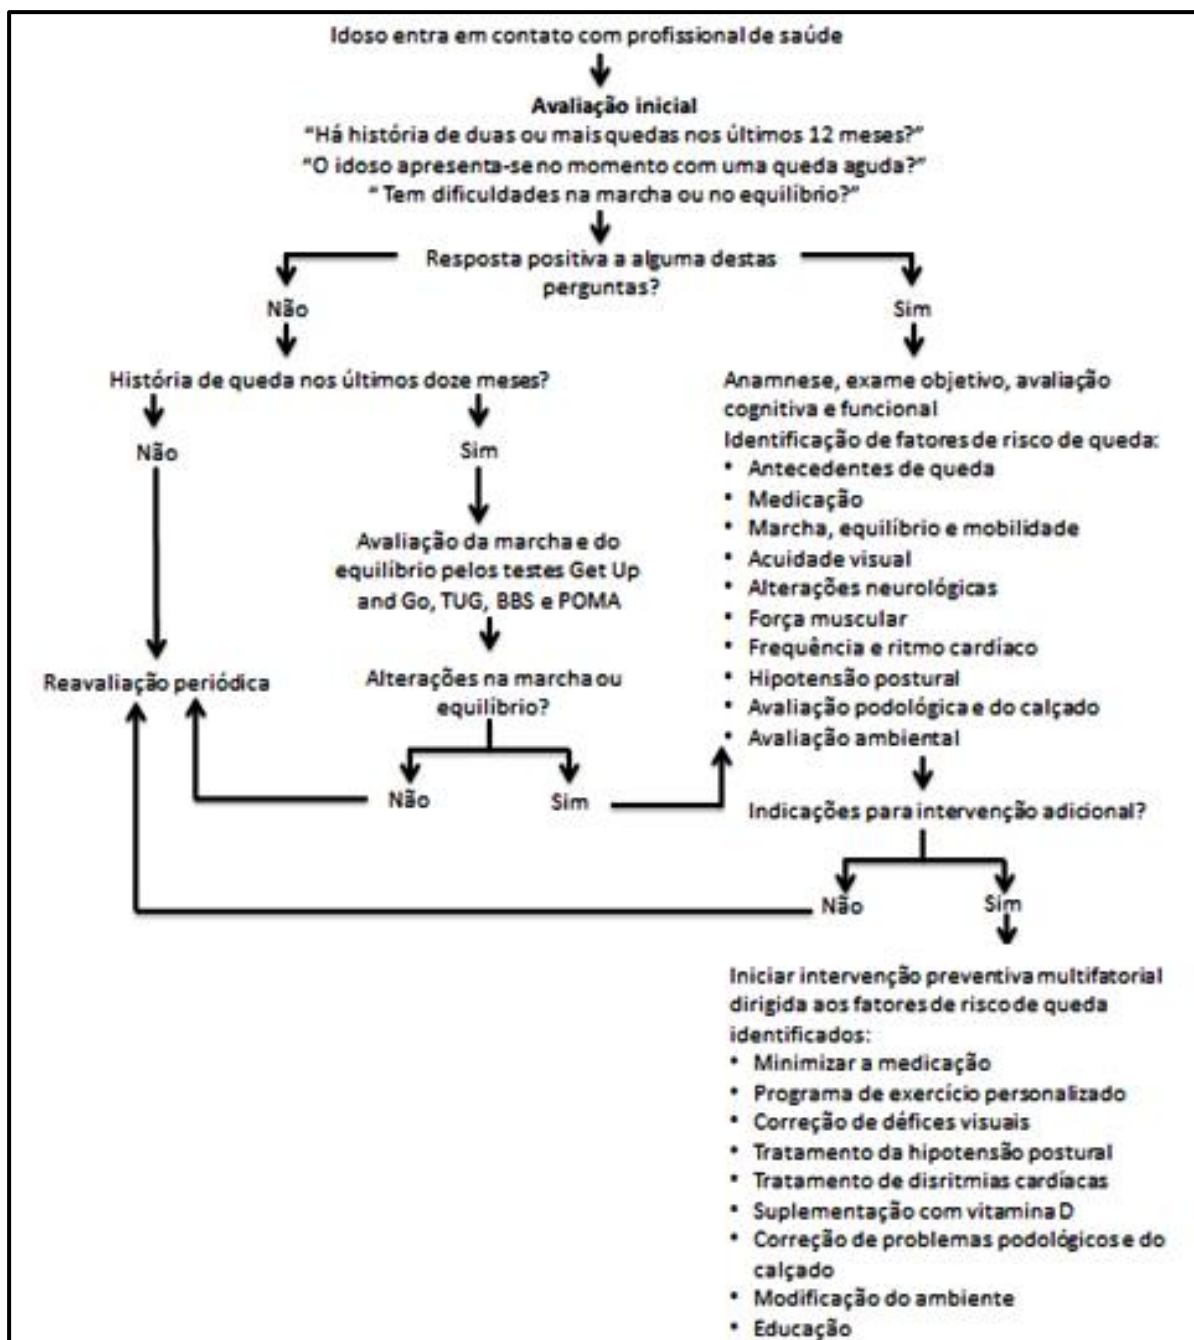 Idoso entra em contato com profissional de saúde
Avaliação inicial
“Há história de duas ou mais quedas nos últimos 12 meses?”
“O idoso apresenta-se no momento com uma queda aguda?”
“ Tem dificuldades na marcha ou no equilíbrio?”
Resposta positiva a alguma destas
perguntas?
Não
Sim
História de queda nos últimos doze meses?
Não
Sim
Avaliação da marcha e do
equilíbrio pelos testes Get Up
and Go, TUG, BBS e POMA
Reavaliação periódica
Alterações na marcha ou
equilíbrio?
Não
Sim
Anamnese, exame objetivo, avaliação
cognitiva e funcional
Identificação de fatores de risco de queda:
• Antecedentes de queda
• Medicação
• Marcha, equilíbrio e mobilidade
• Acuidade visual
• Alterações neurológicas
• Força muscular
• Frequência e ritmo cardíaco
• Hipotensão postural
• Avaliação podológica e do calçado
• Avaliação ambiental
Indicações para intervenção adicional?
Não
Sim
Iniciar intervenção preventiva multifatorial
dirigida aos fatores de risco de queda
identificados:
• Minimizar a medicação
• Programa de exercício personalizado
• Correção de défices visuais
• Tratamento da hipotensão postural
• Tratamento de disritmias cardíacas
• Suplementação com vitamina D
• Correção de problemas podológicos e do
calçado
• Modificação do ambiente
• Educação